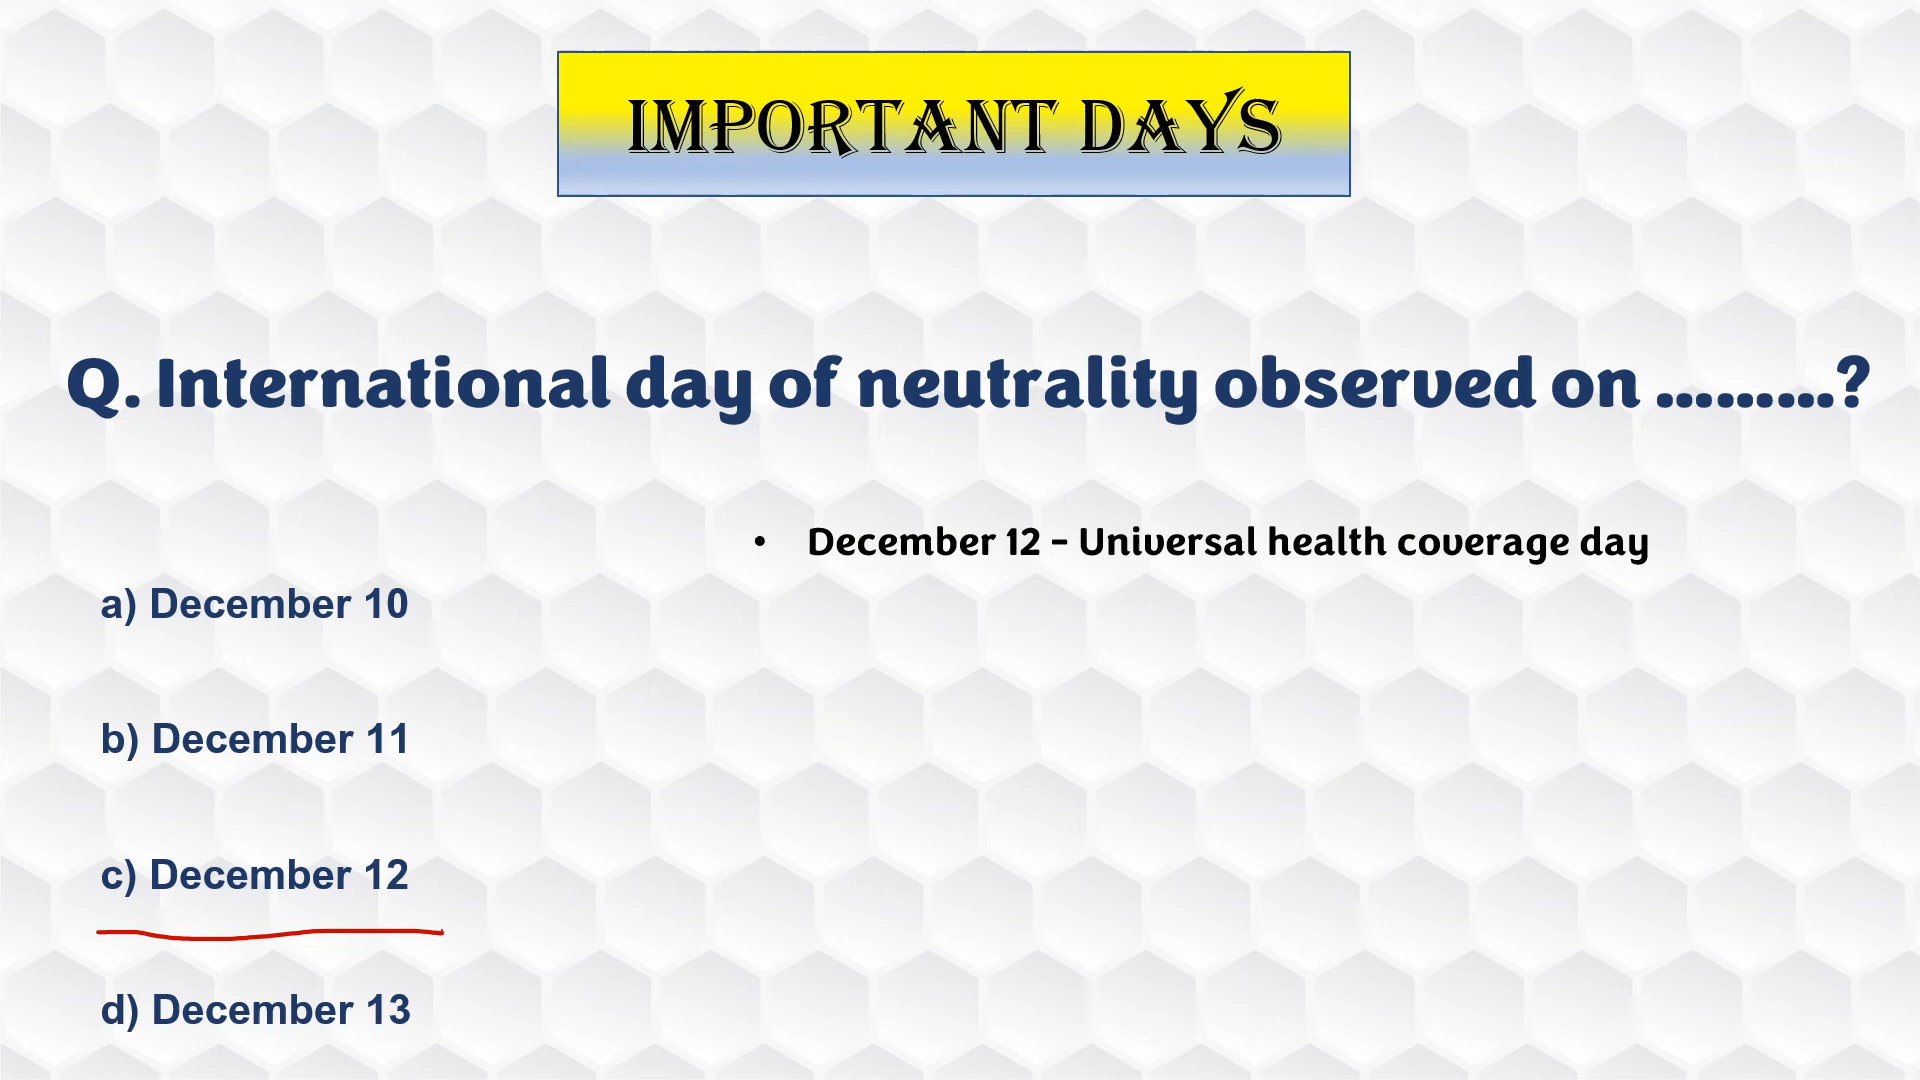 IMPORTANT DAYS
Q. International day of neutrality observed on .........?
• December 12 - Universal health coverage day
a) December 10
b) December 11
c) December 12
d) December 13